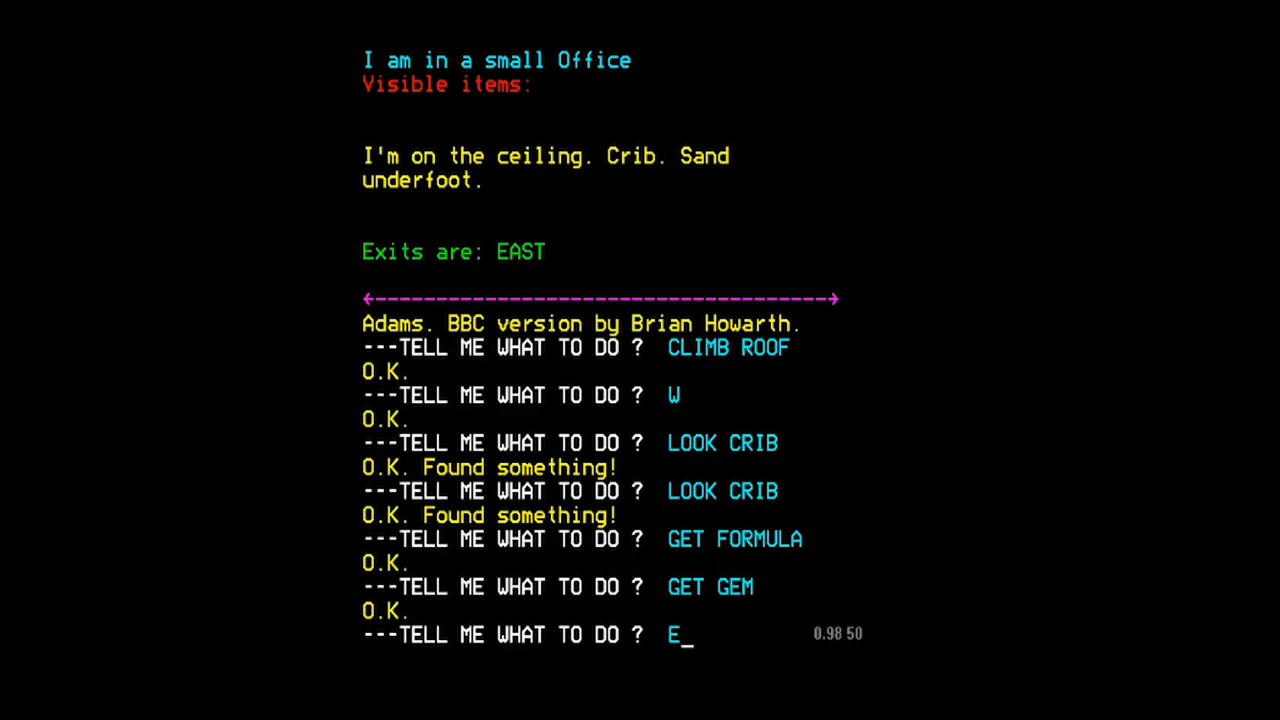 I am in a small Office
Visible items:
I'm on the ceiling. Crib. Sand
underfoot.
Exits are: EAST
←--------------------------------------→
Adams. BBC version by Brian Howarth.
---TELL ME WHAT TO DO ? CLIMB ROOF
O.K.
---TELL ME WHAT TO DO ? W
O.K.
---TELL ME WHAT TO DO ? LOOK CRIB
O.K. Found something!
---TELL ME WHAT TO DO ? LOOK CRIB
O.K. Found something!
---TELL ME WHAT TO DO ? GET FORMULA
O.K.
---TELL ME WHAT TO DO ? GET GEM
O.K.
---TELL ME WHAT TO DO ? E_
0.98 50